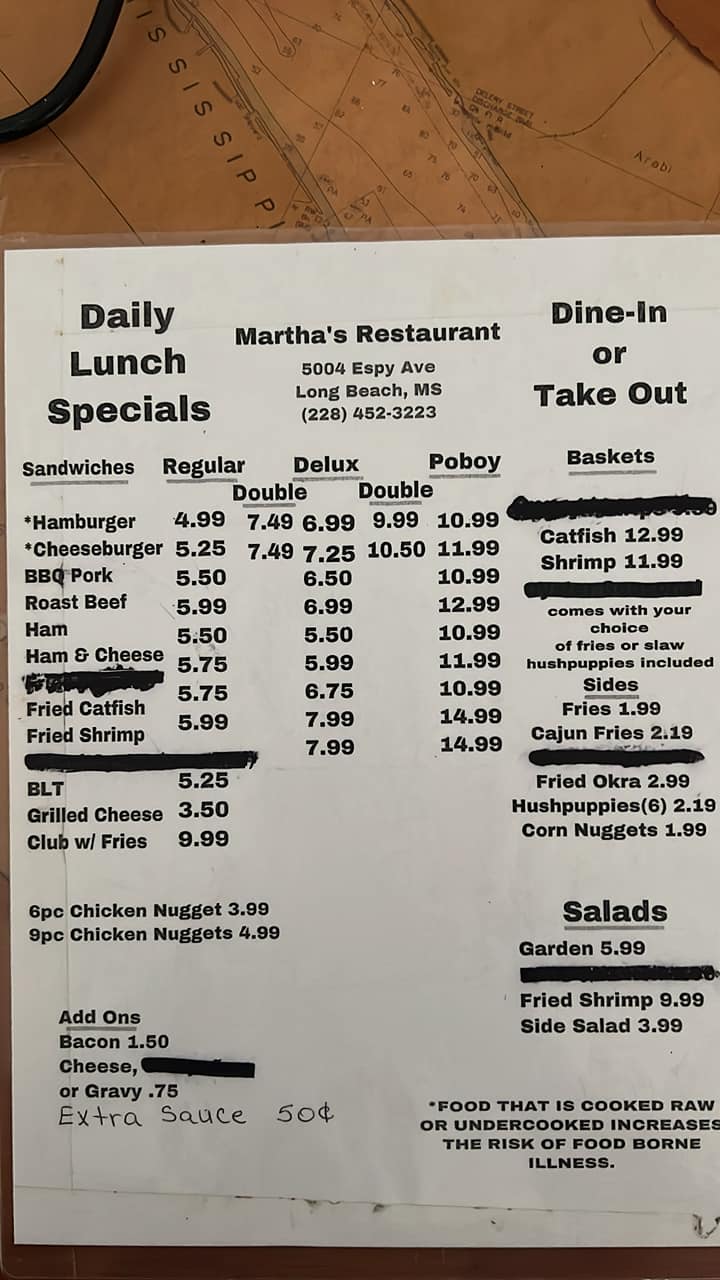 MISSISSIPPI
Arabi
Daily
Lunch
Specials
Martha's Restaurant
5004 Espy Ave
Long Beach, MS
(228) 452-3223
Dine-In
or
Take Out
Sandwiches Regular Delux Poboy
Double Double
*Hamburger 4.99 7.49 6.99 9.99 10.99
*Cheeseburger 5.25 7.49 7.25 10.50 11.99
BBQ Pork 5.50 6.50 10.99
Roast Beef 5.99 6.99 12.99
Ham 5.50 5.50 10.99
Ham & Cheese 5.75 5.99 11.99
5.75 6.75 10.99
Fried Catfish 5.99 7.99 14.99
Fried Shrimp 7.99 14.99
BLT 5.25
Grilled Cheese 3.50
Club w/ Fries 9.99
6pc Chicken Nugget 3.99
9pc Chicken Nuggets 4.99
Add Ons
Bacon 1.50
Cheese,
or Gravy .75
Extra Sauce 50¢
Baskets
Catfish 12.99
Shrimp 11.99
comes with your
choice
of fries or slaw
hushpuppies included
Sides
Fries 1.99
Cajun Fries 2.19
Fried Okra 2.99
Hushpuppies(6) 2.19
Corn Nuggets 1.99
Salads
Garden 5.99
Fried Shrimp 9.99
Side Salad 3.99
*FOOD THAT IS COOKED RAW
OR UNDERCOOKED INCREASES
THE RISK OF FOOD BORNE
ILLNESS.